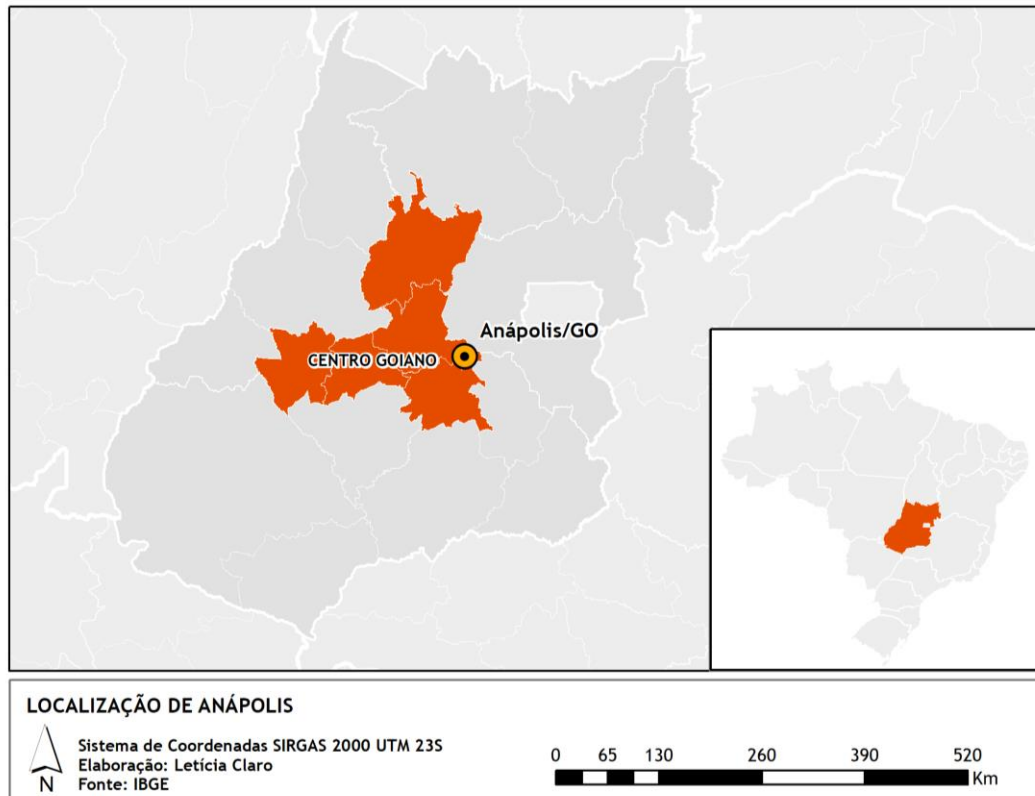 Anápolis/GO
CENTRO GOIANO
LOCALIZAÇÃO DE ANÁPOLIS
Sistema de Coordenadas SIRGAS 2000 UTM 23S
Elaboração: Letícia Claro
Fonte: IBGE
N
0 65 130 260 390 520
Km